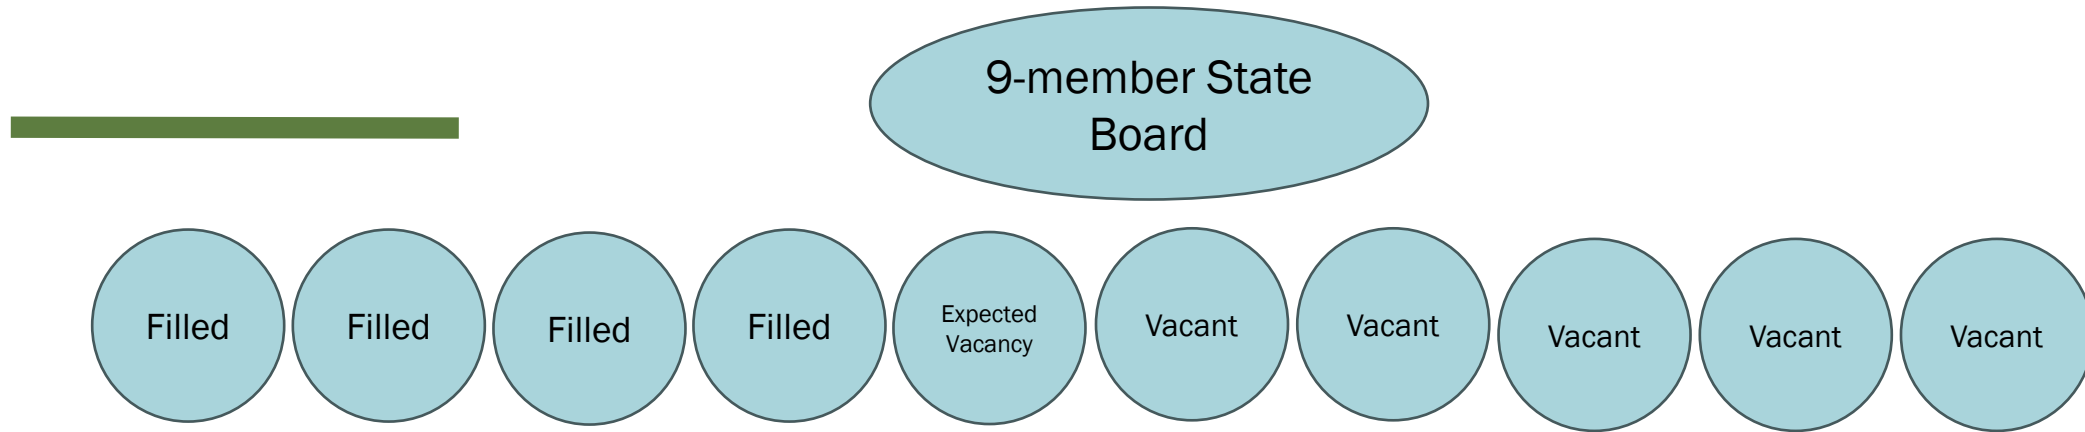 9-member State
Board
Filled
Filled
Filled
Filled
Expected
Vacancy
Vacant
Vacant
Vacant
Vacant
Vacant